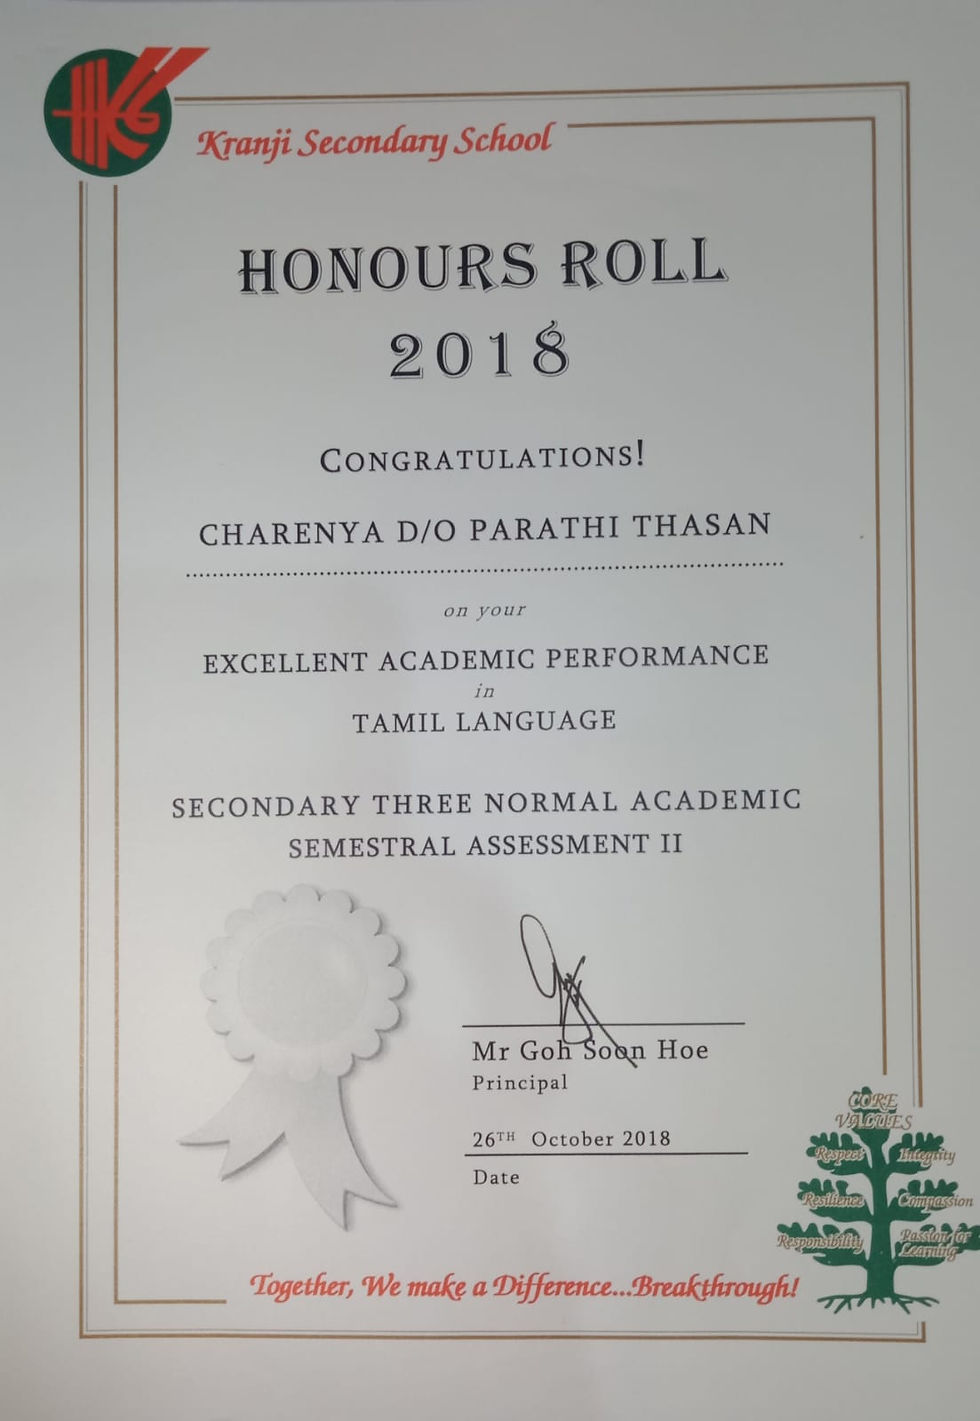 Kranji Secondary School
HONOURS ROLL
2018
CONGRATULATIONS!
CHARENYA D/O PARATHI THASAN
on your
EXCELLENT ACADEMIC PERFORMANCE
in
TAMIL LANGUAGE
SECONDARY THREE NORMAL ACADEMIC
SEMESTRAL ASSESSMENT II
Mr Goh Soon Hoe
Principal
26TH October 2018
Date
CORE
VALUES
Respect Integrity
Resilience Compassion
Responsibility Passion for
Learning
Together, We make a Difference...Breakthrough!